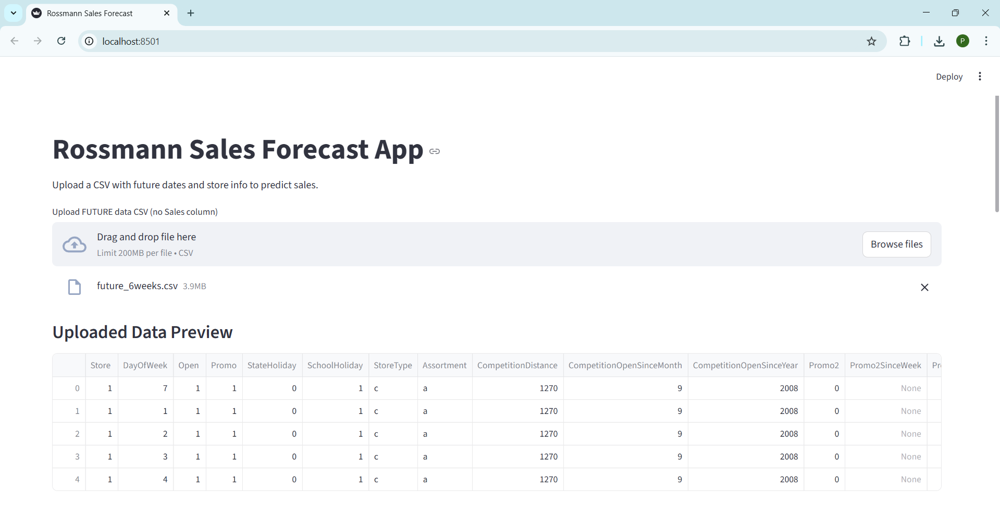 Rossmann Sales Forecast
localhost:8501
P
Deploy
Rossmann Sales Forecast App
Upload a CSV with future dates and store info to predict sales.
Upload FUTURE data CSV (no Sales column)
Drag and drop file here
Limit 200MB per file • CSV
Browse files
future_6weeks.csv 3.9MB
Uploaded Data Preview
Store DayOfWeek Open Promo StateHoliday SchoolHoliday StoreType Assortment CompetitionDistance CompetitionOpenSinceMonth CompetitionOpenSinceYear Promo2 Promo2SinceWeek
0 1 7 1 1 0 1 c a 1270 9 2008 0 None
1 1 1 1 1 0 1 c a 1270 9 2008 0 None
2 1 2 1 1 0 1 c a 1270 9 2008 0 None
3 1 3 1 1 0 1 c a 1270 9 2008 0 None
4 1 4 1 1 0 1 c a 1270 9 2008 0 None